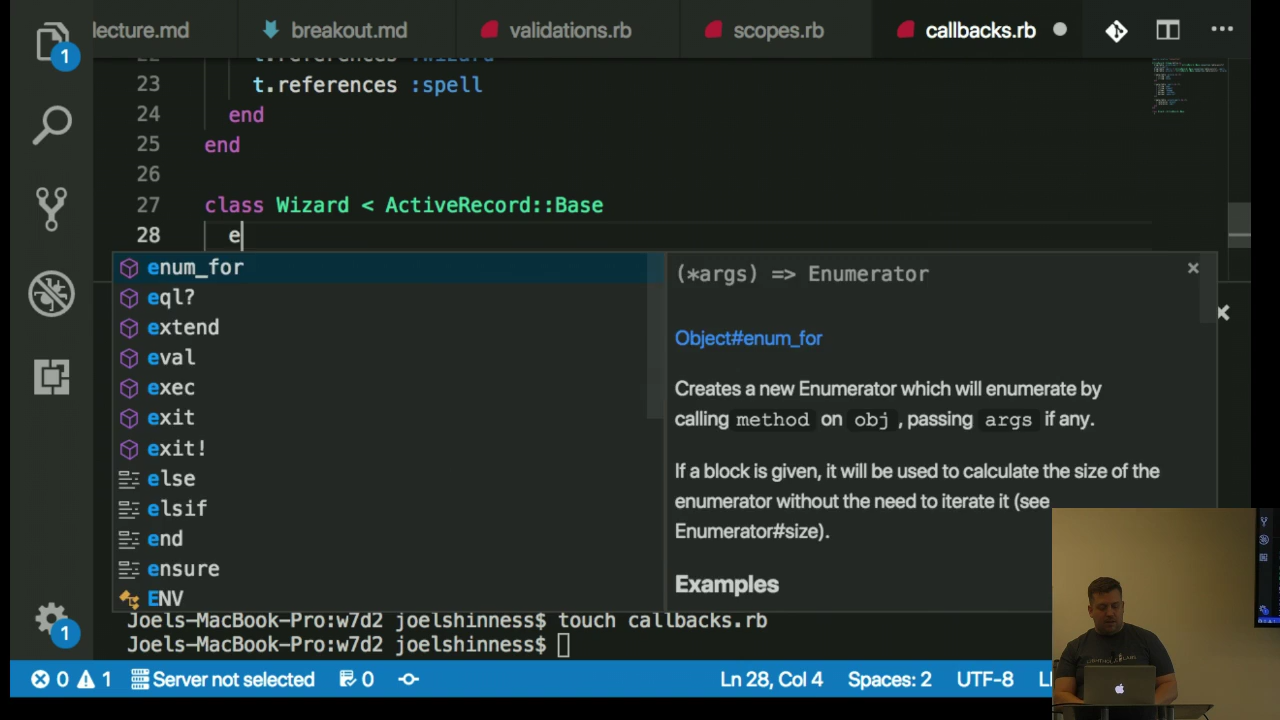 lecture.md
breakout.md
validations.rb
scopes.rb
callbacks.rb
22 t.references :wizard
23 t.references :spell
24 end
25 end
26
27 class Wizard < ActiveRecord::Base
28 e
enum_for
eql?
extend
eval
exec
exit
exit!
else
elsif
end
ensure
ENV
(*args) => Enumerator
Object#enum_for
Creates a new Enumerator which will enumerate by
calling method on obj , passing args if any.
If a block is given, it will be used to calculate the size of the
enumerator without the need to iterate it (see
Enumerator#size).
Examples
Joels-MacBook-Pro:w7d2 joelshinness$ touch callbacks.rb
Joels-MacBook-Pro:w7d2 joelshinness$
1
1
0 1 Server not selected 0 Ln 28, Col 4 Spaces: 2 UTF-8